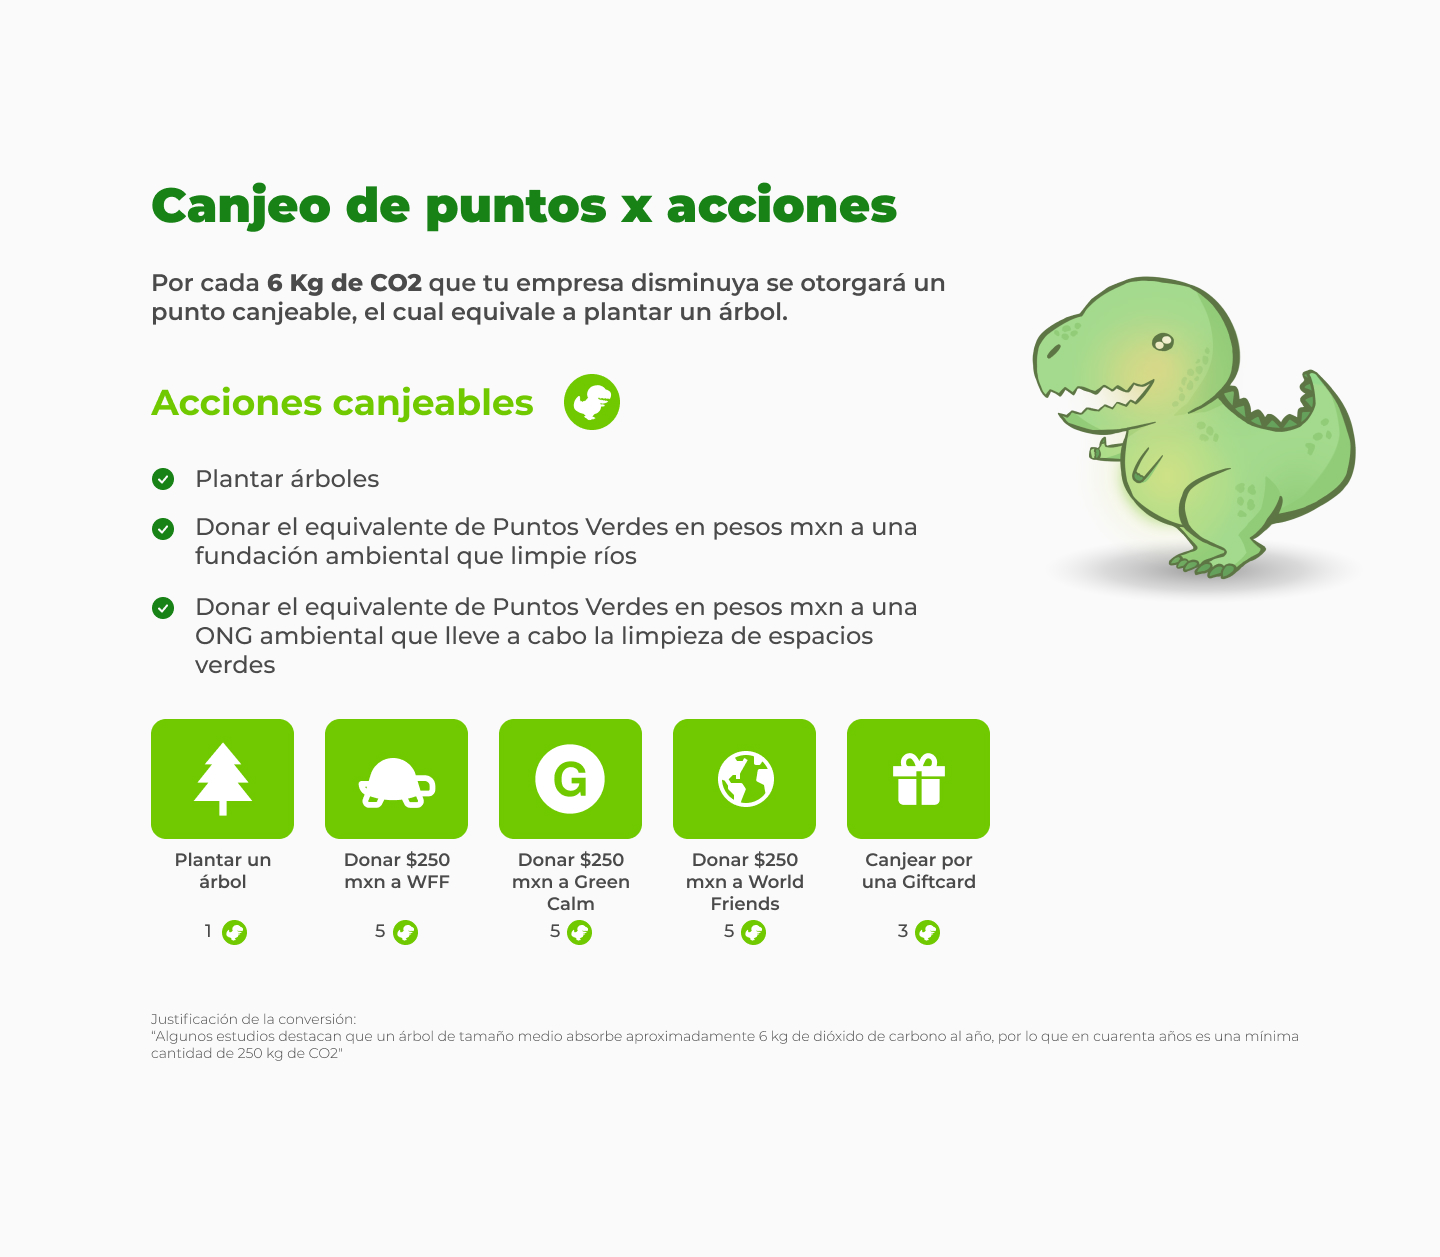 Canjeo de puntos x acciones
Por cada 6 Kg de CO2 que tu empresa disminuya se otorgará un
punto canjeable, el cual equivale a plantar un árbol.
Acciones canjeables
Plantar árboles
Donar el equivalente de Puntos Verdes en pesos mxn a una
fundación ambiental que limpie ríos
Donar el equivalente de Puntos Verdes en pesos mxn a una
ONG ambiental que lleve a cabo la limpieza de espacios
verdes
G
Plantar un
árbol
1
Donar $250
mxn a WFF
5
Donar $250
mxn a Green
Calm
5
Donar $250
mxn a World
Friends
5
Canjear por
una Giftcard
3
Justificación de la conversión:
“Algunos estudios destacan que un árbol de tamaño medio absorbe aproximadamente 6 kg de dióxido de carbono al año, por lo que en cuarenta años es una mínima
cantidad de 250 kg de CO2"